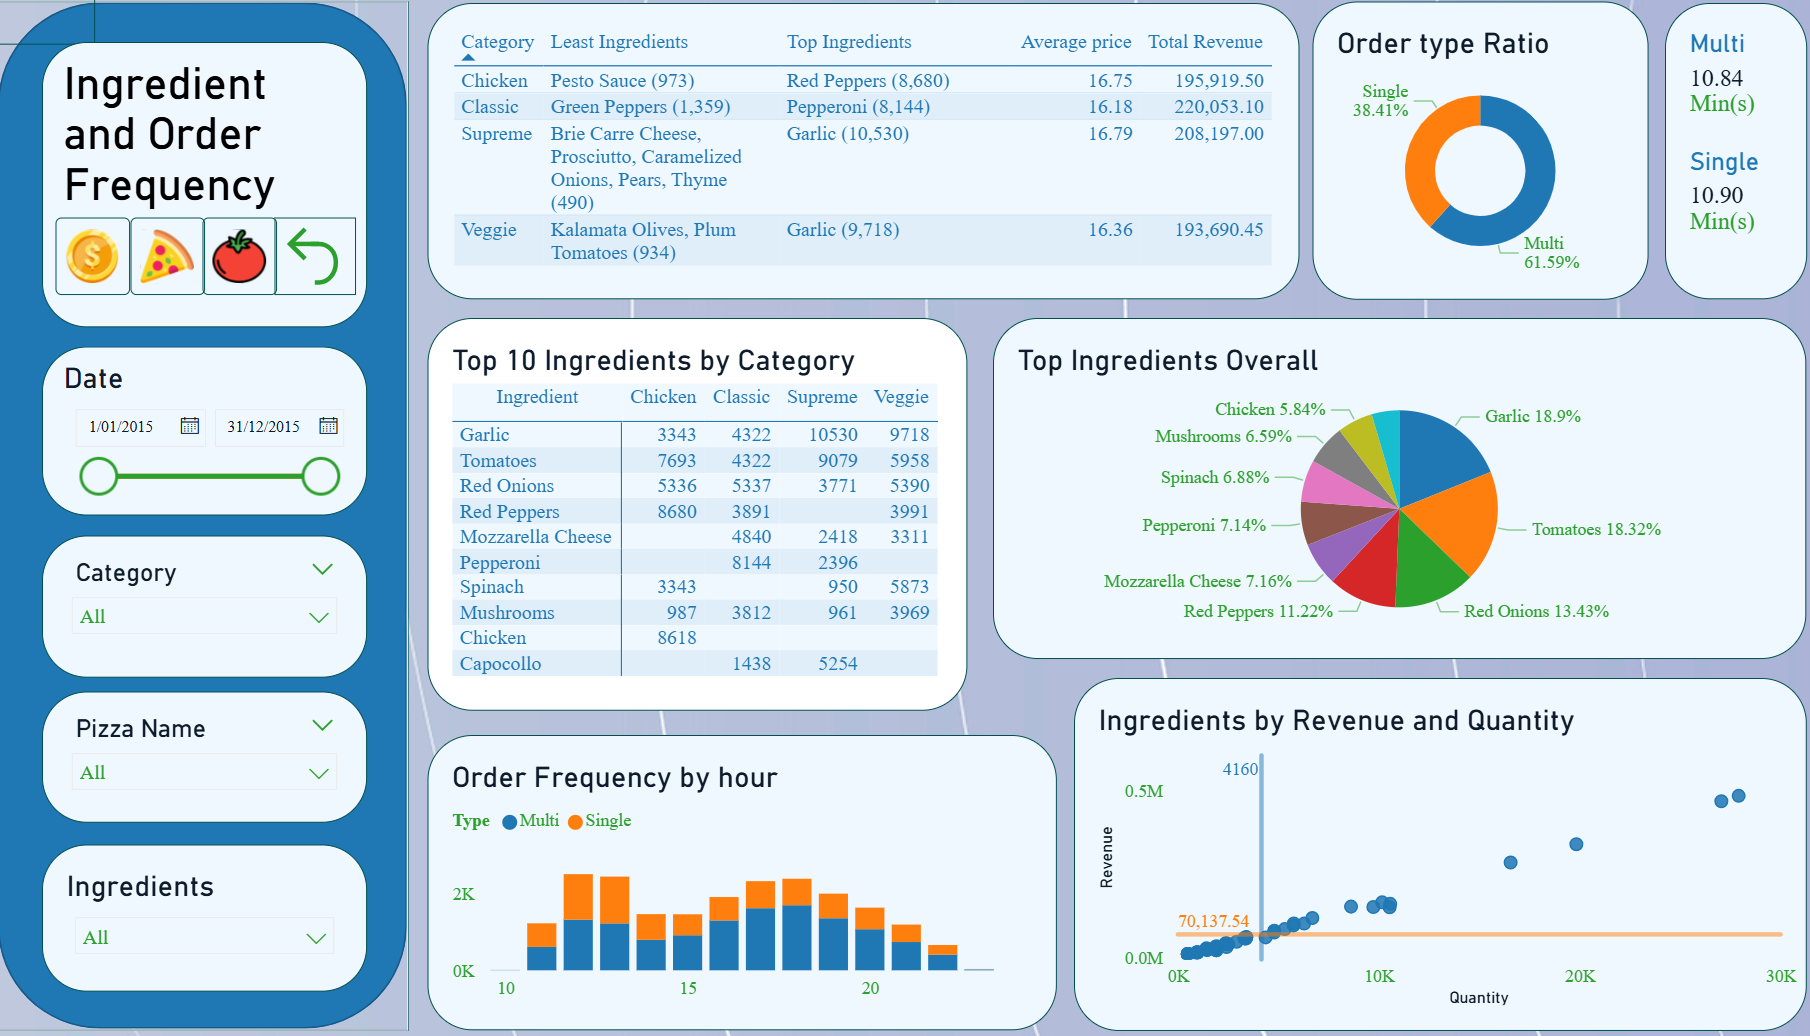 Ingredient
and Order
Frequency
Date
1/01/2015 31/12/2015
Category
All
Pizza Name
All
Ingredients
All
Category Least Ingredients Top Ingredients Average price Total Revenue
Chicken Pesto Sauce (973) Red Peppers (8,680) 16.75 195,919.50
Classic Green Peppers (1,359) Pepperoni (8,144) 16.18 220,053.10
Supreme Brie Carre Cheese, Garlic (10,530) 16.79 208,197.00
Prosciutto, Caramelized
Onions, Pears, Thyme
(490)
Veggie Kalamata Olives, Plum Garlic (9,718) 16.36 193,690.45
Tomatoes (934)
Order type Ratio
Single
38.41%
Multi
61.59%
Multi
10.84
Min(s)
Single
10.90
Min(s)
Top 10 Ingredients by Category
Ingredient Chicken Classic Supreme Veggie
Garlic 3343 4322 10530 9718
Tomatoes 7693 4322 9079 5958
Red Onions 5336 5337 3771 5390
Red Peppers 8680 3891 3991
Mozzarella Cheese 4840 2418 3311
Pepperoni 8144 2396
Spinach 3343 950 5873
Mushrooms 987 3812 961 3969
Chicken 8618
Capocollo 1438 5254
Top Ingredients Overall
Chicken 5.84%
Garlic 18.9%
Mushrooms 6.59%
Spinach 6.88%
Pepperoni 7.14%
Tomatoes 18.32%
Mozzarella Cheese 7.16%
Red Peppers 11.22%
Red Onions 13.43%
Order Frequency by hour
Type Multi Single
2K
0K
10 15 20
Ingredients by Revenue and Quantity
4160
0.5M
Revenue
70,137.54
0.0M
0K 10K 20K 30K
Quantity